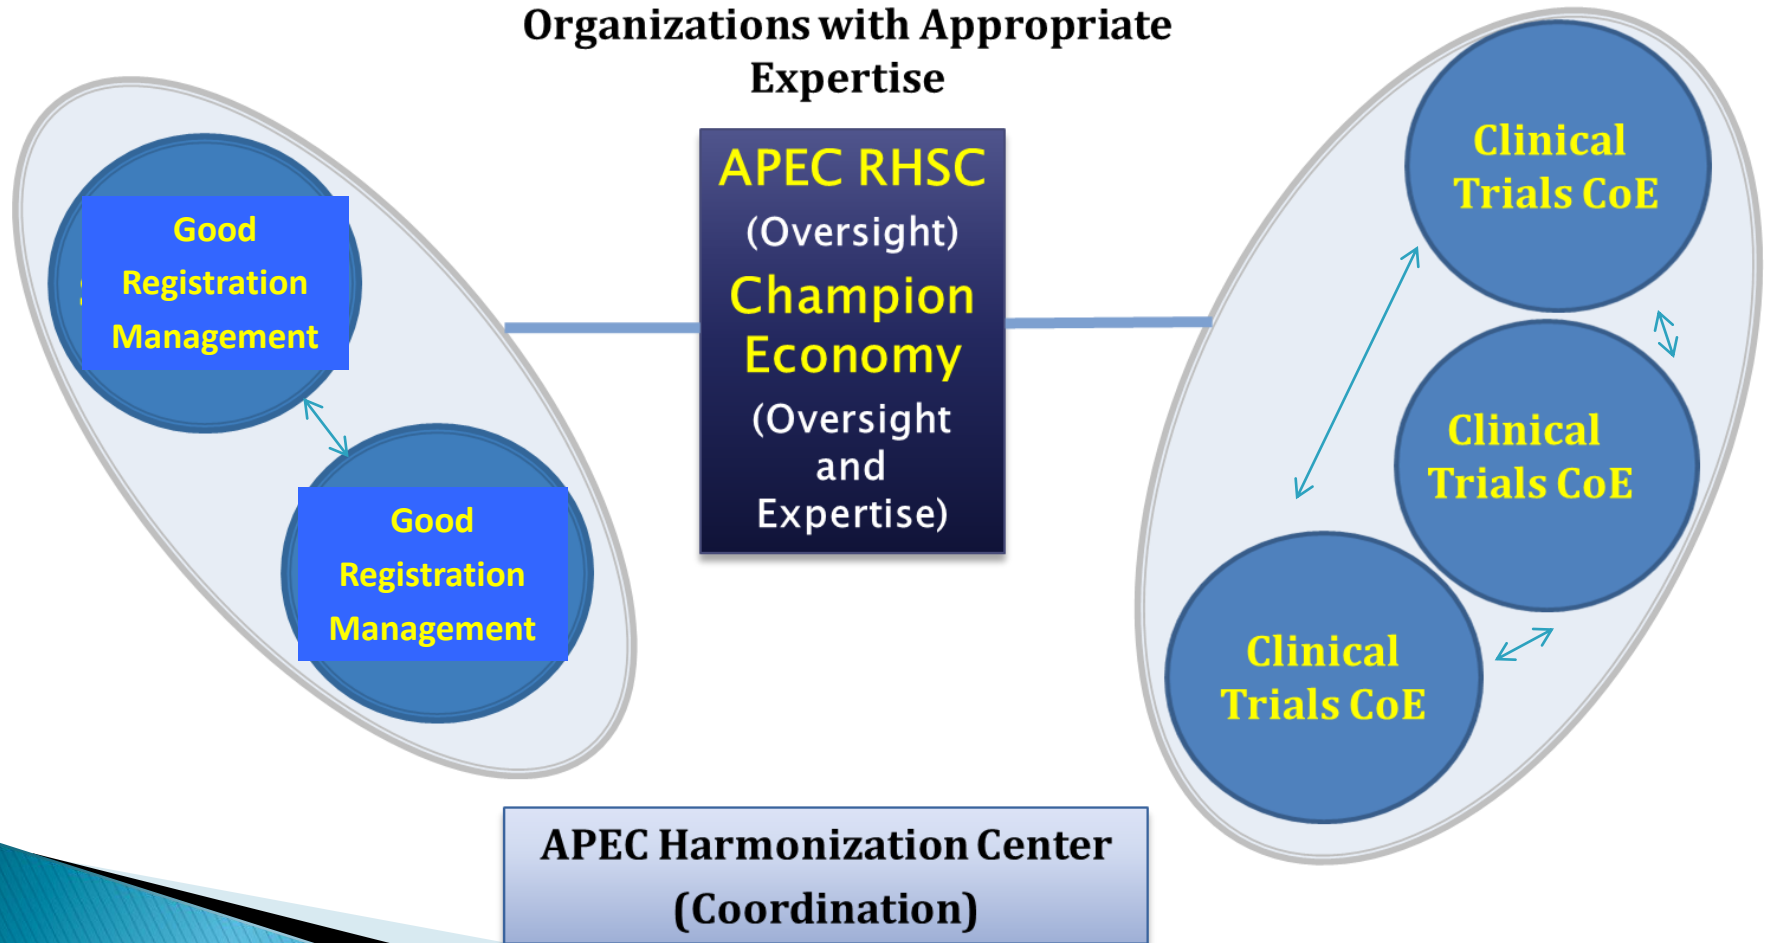 Organizations with Appropriate
Expertise
Good
Registration
Management
Good
Registration
Management
APEC RHSC
(Oversight)
Champion
Economy
(Oversight
and
Expertise)
Clinical
Trials CoE
Clinical
Trials CoE
Clinical
Trials CoE
APEC Harmonization Center
(Coordination)